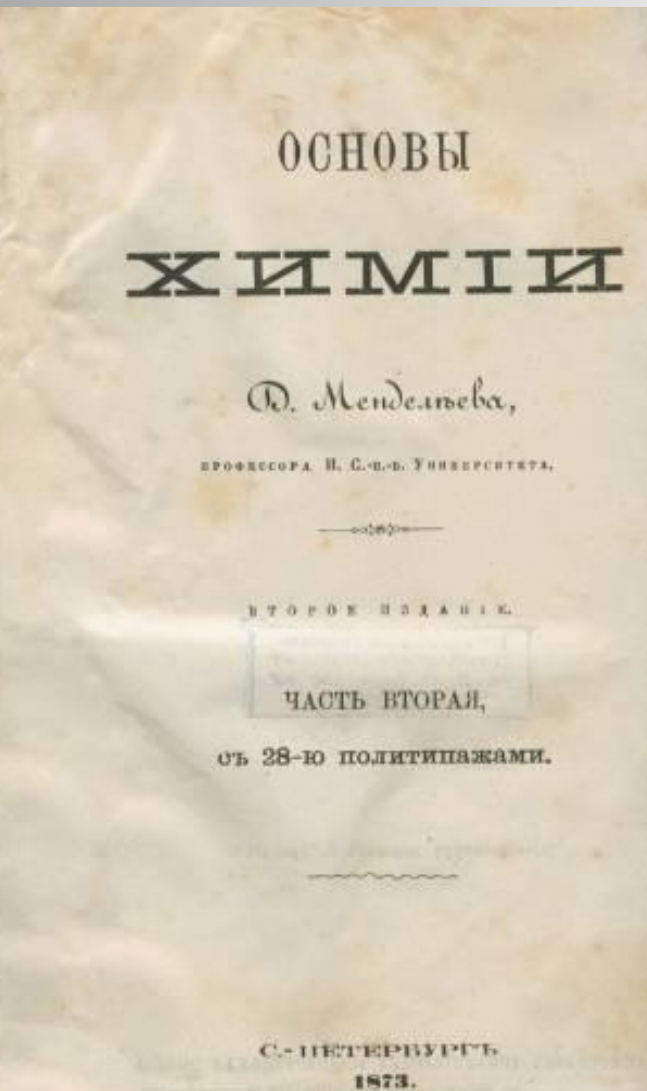 ОСНОВЫ
ХИМІИ
Д. Менделѣева,
ПРОФЕССОРА И. С.-П.-Б. УНИВЕРСИТЕТА.
ВТОРОЕ ИЗДАНІЕ.
ЧАСТЬ ВТОРАЯ,
съ 28-ю политипажами.
С.-ПЕТЕРБУРГЪ.
1873.